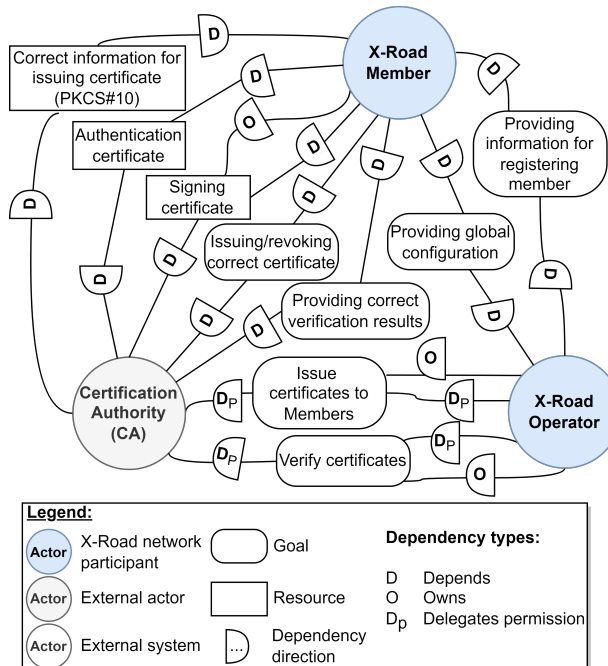 D
X-Road
Member
Correct information for
issuing certificate
(PKCS#10)
D
D
O
Providing
information for
registering
member
Authentication
certificate
D
D
D
Signing
certificate
D
D
Issuing/revoking
correct certificate
Providing global
configuration
D
D
D
Providing correct
verification results
D
D
D
O
Certification
Authority
(CA)
DP
Issue
certificates to
Members
DP
X-Road
Operator
DP
Verify certificates
DP
O
Legend:
Actor
X-Road network
participant
Goal
Dependency types:
Actor
External actor
Resource
D Depends
O Owns
Dp Delegates permission
Actor
External system
...
Dependency
direction